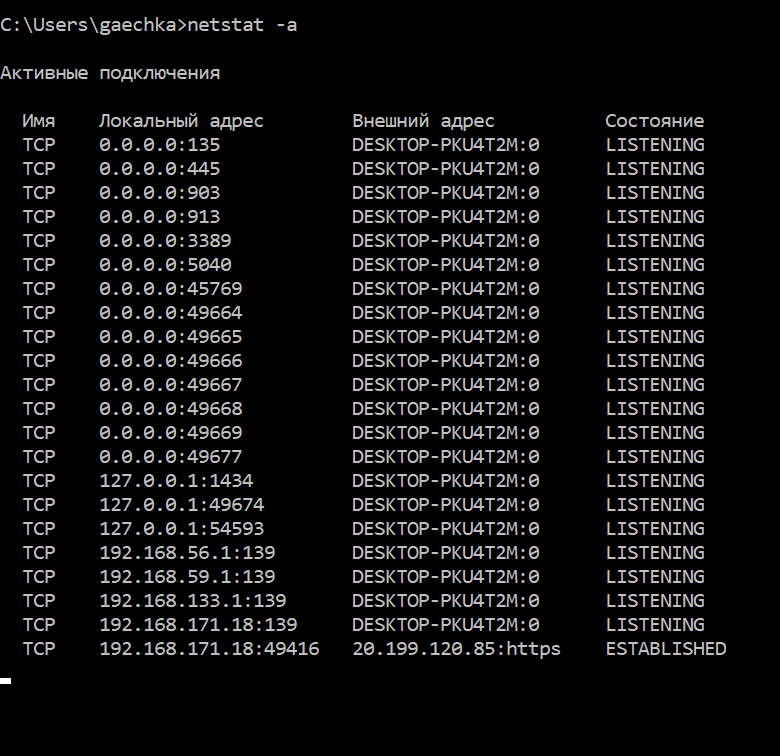 C:\Users\gaechka>netstat -a
Активные подключения
Имя Локальный адрес Внешний адрес Состояние
TCP 0.0.0.0:135 DESKTOP-PKU4T2M:0 LISTENING
TCP 0.0.0.0:445 DESKTOP-PKU4T2M:0 LISTENING
TCP 0.0.0.0:903 DESKTOP-PKU4T2M:0 LISTENING
TCP 0.0.0.0:913 DESKTOP-PKU4T2M:0 LISTENING
TCP 0.0.0.0:3389 DESKTOP-PKU4T2M:0 LISTENING
TCP 0.0.0.0:5040 DESKTOP-PKU4T2M:0 LISTENING
TCP 0.0.0.0:45769 DESKTOP-PKU4T2M:0 LISTENING
TCP 0.0.0.0:49664 DESKTOP-PKU4T2M:0 LISTENING
TCP 0.0.0.0:49665 DESKTOP-PKU4T2M:0 LISTENING
TCP 0.0.0.0:49666 DESKTOP-PKU4T2M:0 LISTENING
TCP 0.0.0.0:49667 DESKTOP-PKU4T2M:0 LISTENING
TCP 0.0.0.0:49668 DESKTOP-PKU4T2M:0 LISTENING
TCP 0.0.0.0:49669 DESKTOP-PKU4T2M:0 LISTENING
TCP 0.0.0.0:49677 DESKTOP-PKU4T2M:0 LISTENING
TCP 127.0.0.1:1434 DESKTOP-PKU4T2M:0 LISTENING
TCP 127.0.0.1:49674 DESKTOP-PKU4T2M:0 LISTENING
TCP 127.0.0.1:54593 DESKTOP-PKU4T2M:0 LISTENING
TCP 192.168.56.1:139 DESKTOP-PKU4T2M:0 LISTENING
TCP 192.168.59.1:139 DESKTOP-PKU4T2M:0 LISTENING
TCP 192.168.133.1:139 DESKTOP-PKU4T2M:0 LISTENING
TCP 192.168.171.18:139 DESKTOP-PKU4T2M:0 LISTENING
TCP 192.168.171.18:49416 20.199.120.85:https ESTABLISHED